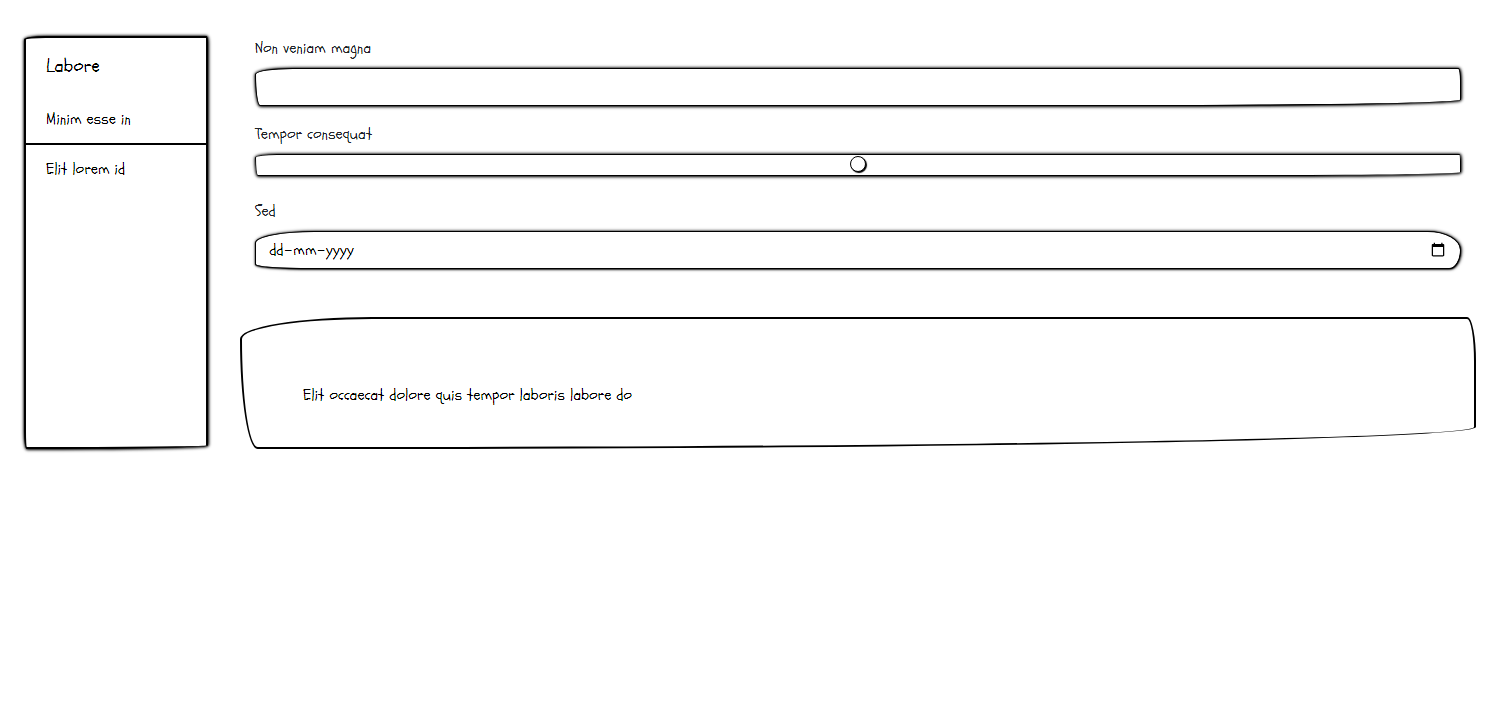 Labore
Minim esse in
Elit lorem id
Non veniam magna
Tempor consequat
Sed
dd-mm-yyyy
Elit occaecat dolore quis tempor laboris labore do